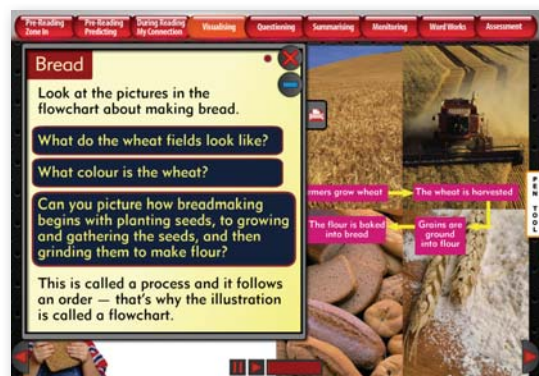 Pre-Reading
Zone In
Pre-Reading
Predicting
During Reading
My Connection
Visualising
Questioning
Summarising
Monitoring
Word Works
Assessment
Bread
Look at the pictures in the
flowchart about making bread.
What do the wheat fields look like?
What colour is the wheat?
Can you picture how breadmaking
begins with planting seeds, to growing
and gathering the seeds, and then
grinding them to make flour?
This is called a process and it follows
an order — that's why the illustration
is called a flowchart.
rmers grow wheat
The wheat is harvested
The flour is baked
into bread
Grains are
ground
into flour
PEN TOOL